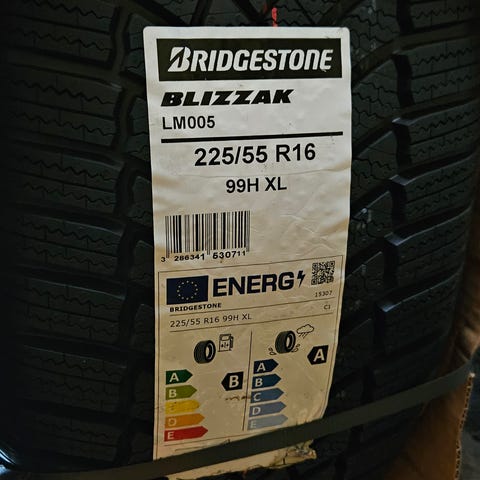 BRIDGESTONE
BLIZZAK
LM005
225/55 R16
99H XL
3 286341 530711
ENERG
BRIDGESTONE
15307
225/55 R16 99H XL
C1
A
B
C
D
E
B
A
B
C
D
E
A